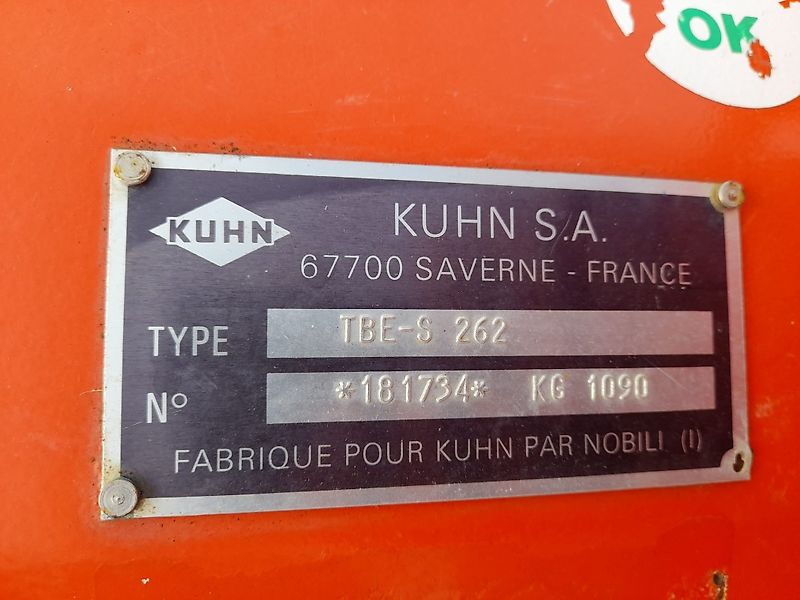 OK
KUHN
KUHN S.A.
67700 SAVERNE - FRANCE
TYPE TBE-S 262
N° *181734* KG 1090
FABRIQUE POUR KUHN PAR NOBILI (I)